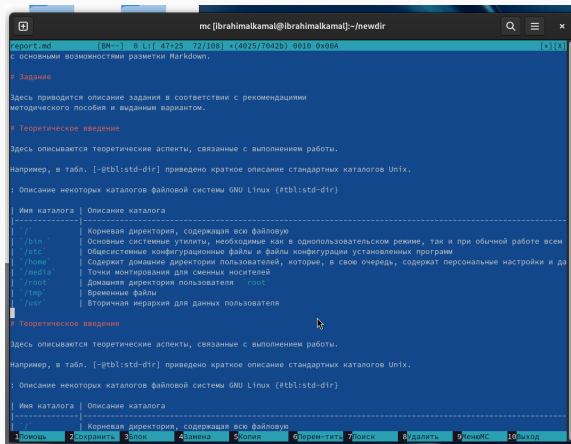 mc [ibrahimalkamal@ibrahimalkamal]:~/newdir
report.md [BM--] 0 L:[ 47+25 72/108] *(4025/7042b) 0010 0x00A [*][X]
с основными возможностями разметки Markdown.
# Задание
Здесь приводится описание задания в соответствии с рекомендациями
методического пособия и выданным вариантом.
# Теоретическое введение
Здесь описываются теоретические аспекты, связанные с выполнением работы.
Например, в табл. [-@tbl:std-dir] приведено краткое описание стандартных каталогов Unix.
: Описание некоторых каталогов файловой системы GNU Linux {#tbl:std-dir}
| Имя каталога | Описание каталога
|--------------|----------------------------------------------------------------
| `/` | Корневая директория, содержащая всю файловую
| `/bin ` | Основные системные утилиты, необходимые как в однопользовательском режиме, так и при обычной работе всем
| `/etc` | Общесистемные конфигурационные файлы и файлы конфигурации установленных программ
| `/home` | Содержит домашние директории пользователей, которые, в свою очередь, содержат персональные настройки и да
| `/media` | Точки монтирования для сменных носителей
| `/root` | Домашняя директория пользователя `root`
| `/tmp` | Временные файлы
| `/usr` | Вторичная иерархия для данных пользователя
# Теоретическое введение
Здесь описываются теоретические аспекты, связанные с выполнением работы.
Например, в табл. [-@tbl:std-dir] приведено краткое описание стандартных каталогов Unix.
: Описание некоторых каталогов файловой системы GNU Linux {#tbl:std-dir}
| Имя каталога | Описание каталога
|--------------|----------------------------------------------------------------
| `/` | Корневая директория, содержащая всю файловую
1Помощь 2Сохранить 3Блок 4Замена 5Копия 6Перем~тить 7Поиск 8Удалить 9МенюMC 10Выход